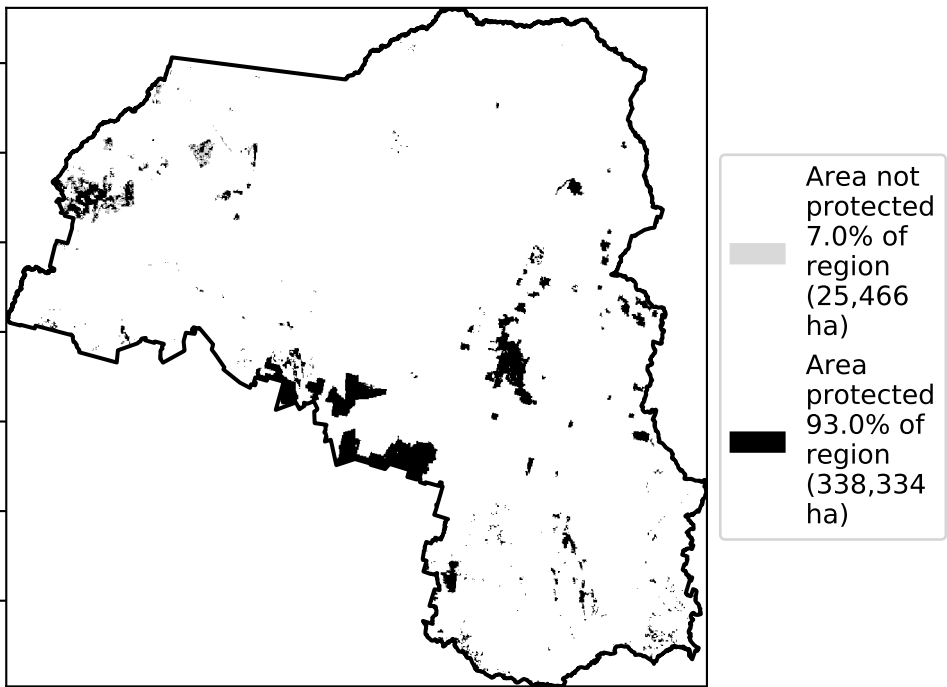 Area not
protected
7.0% of
region
(25,466
ha)
Area
protected
93.0% of
region
(338,334
ha)